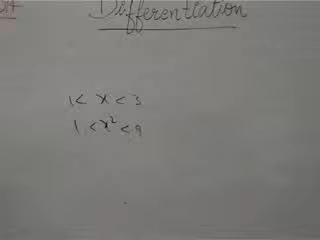 Differentiation
1 < x < 3
1 < x² < 9